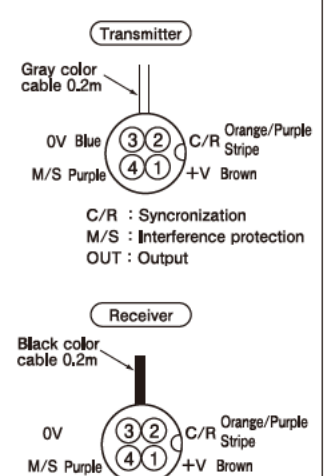 Transmitter
Gray color
cable 0.2m
0V Blue 3 2 C/R Orange/Purple
Stripe
M/S Purple 4 1 +V Brown
C/R : Syncronization
M/S : Interference protection
OUT : Output
Receiver
Black color
cable 0.2m
0V 3 2 C/R Orange/Purple
Stripe
M/S Purple 4 1 +V Brown